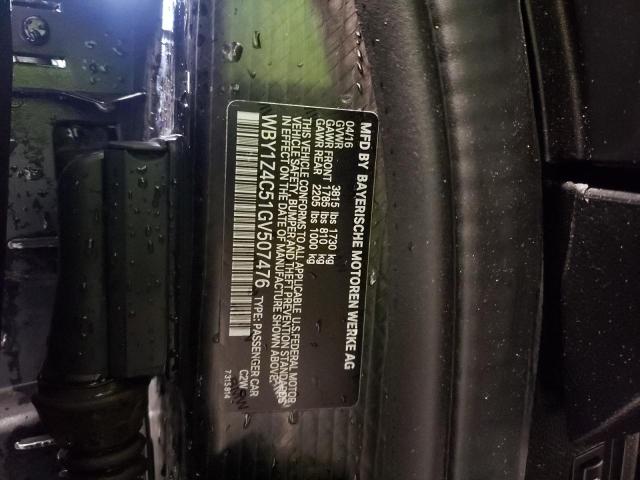 MFD BY BAYERISCHE MOTOREN WERKE AG
04/16
GVWR 3815 lbs 1730 kg
GAWR FRONT 1785 lbs 810 kg
GAWR REAR 2205 lbs 1000 kg
THIS VEHICLE CONFORMS TO ALL APPLICABLE U.S. FEDERAL MOTOR
VEHICLE SAFETY, BUMPER AND THEFT PREVENTION STANDARDS
IN EFFECT ON THE DATE OF MANUFACTURE SHOWN ABOVE.
WBY1Z4C51GV507476 TYPE: PASSENGER CAR
C2W